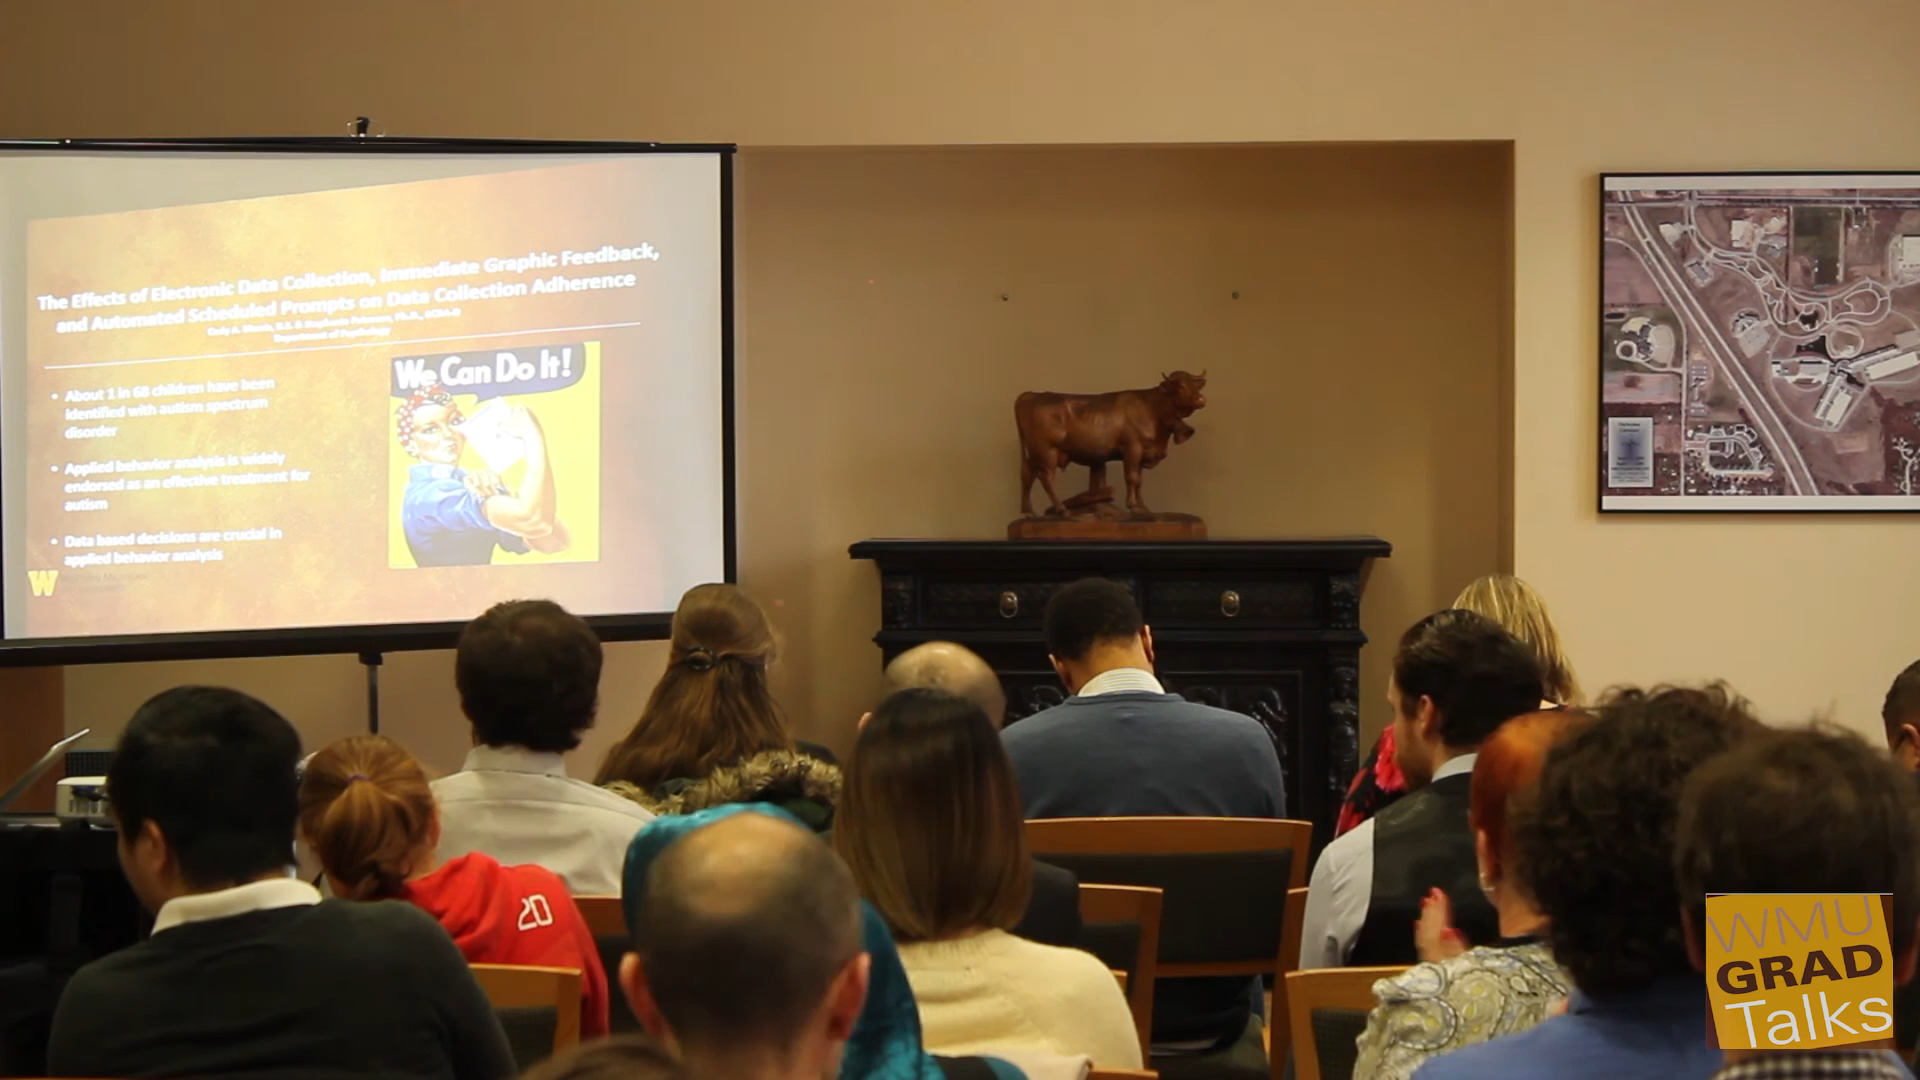 The Effects of Electronic Data Collection, Immediate Graphic Feedback,
and Automated Scheduled Prompts on Data Collection Adherence
Department of Psychology
We Can Do It!
• About 1 in 68 children have been
identified with autism spectrum
disorder
• Applied behavior analysis is widely
endorsed as an effective treatment for
autism
• Data based decisions are crucial in
applied behavior analysis
W
20
WMU
GRAD
Talks